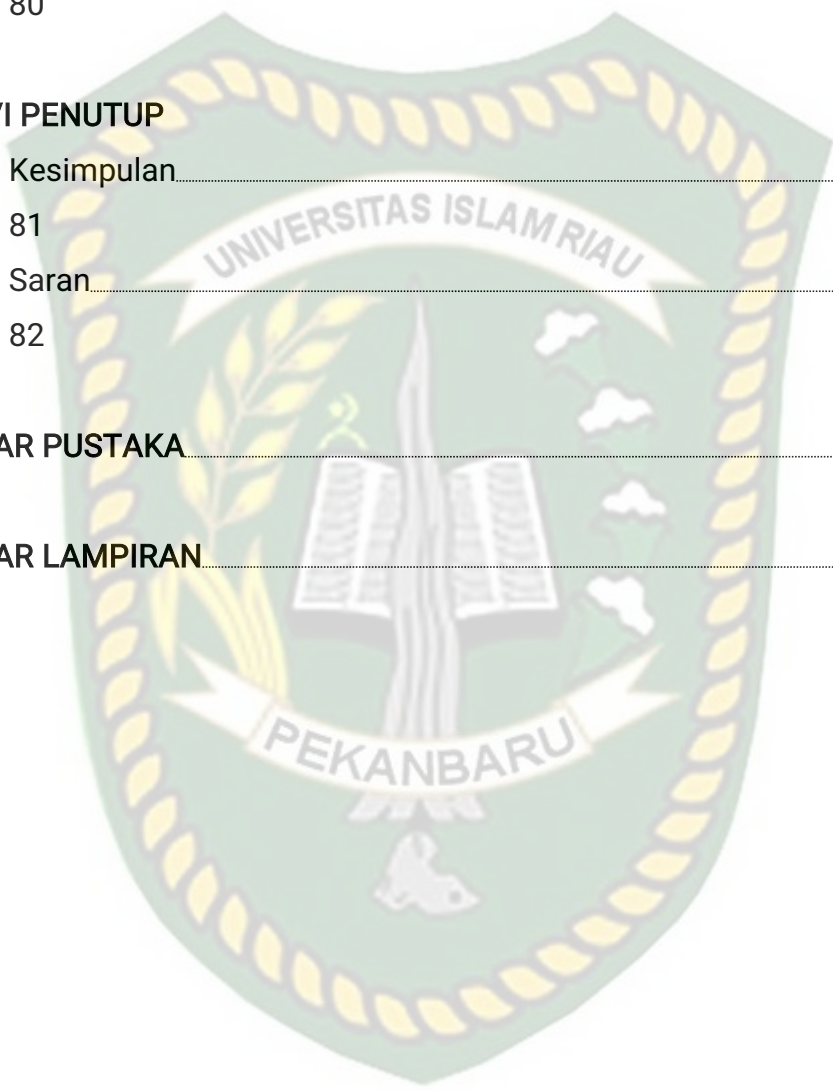 80
VI PENUTUP
Kesimpulan
81
Saran
82
AR PUSTAKA
AR LAMPIRAN
UNIVERSITAS ISLAM RIAU
PEKANBARU